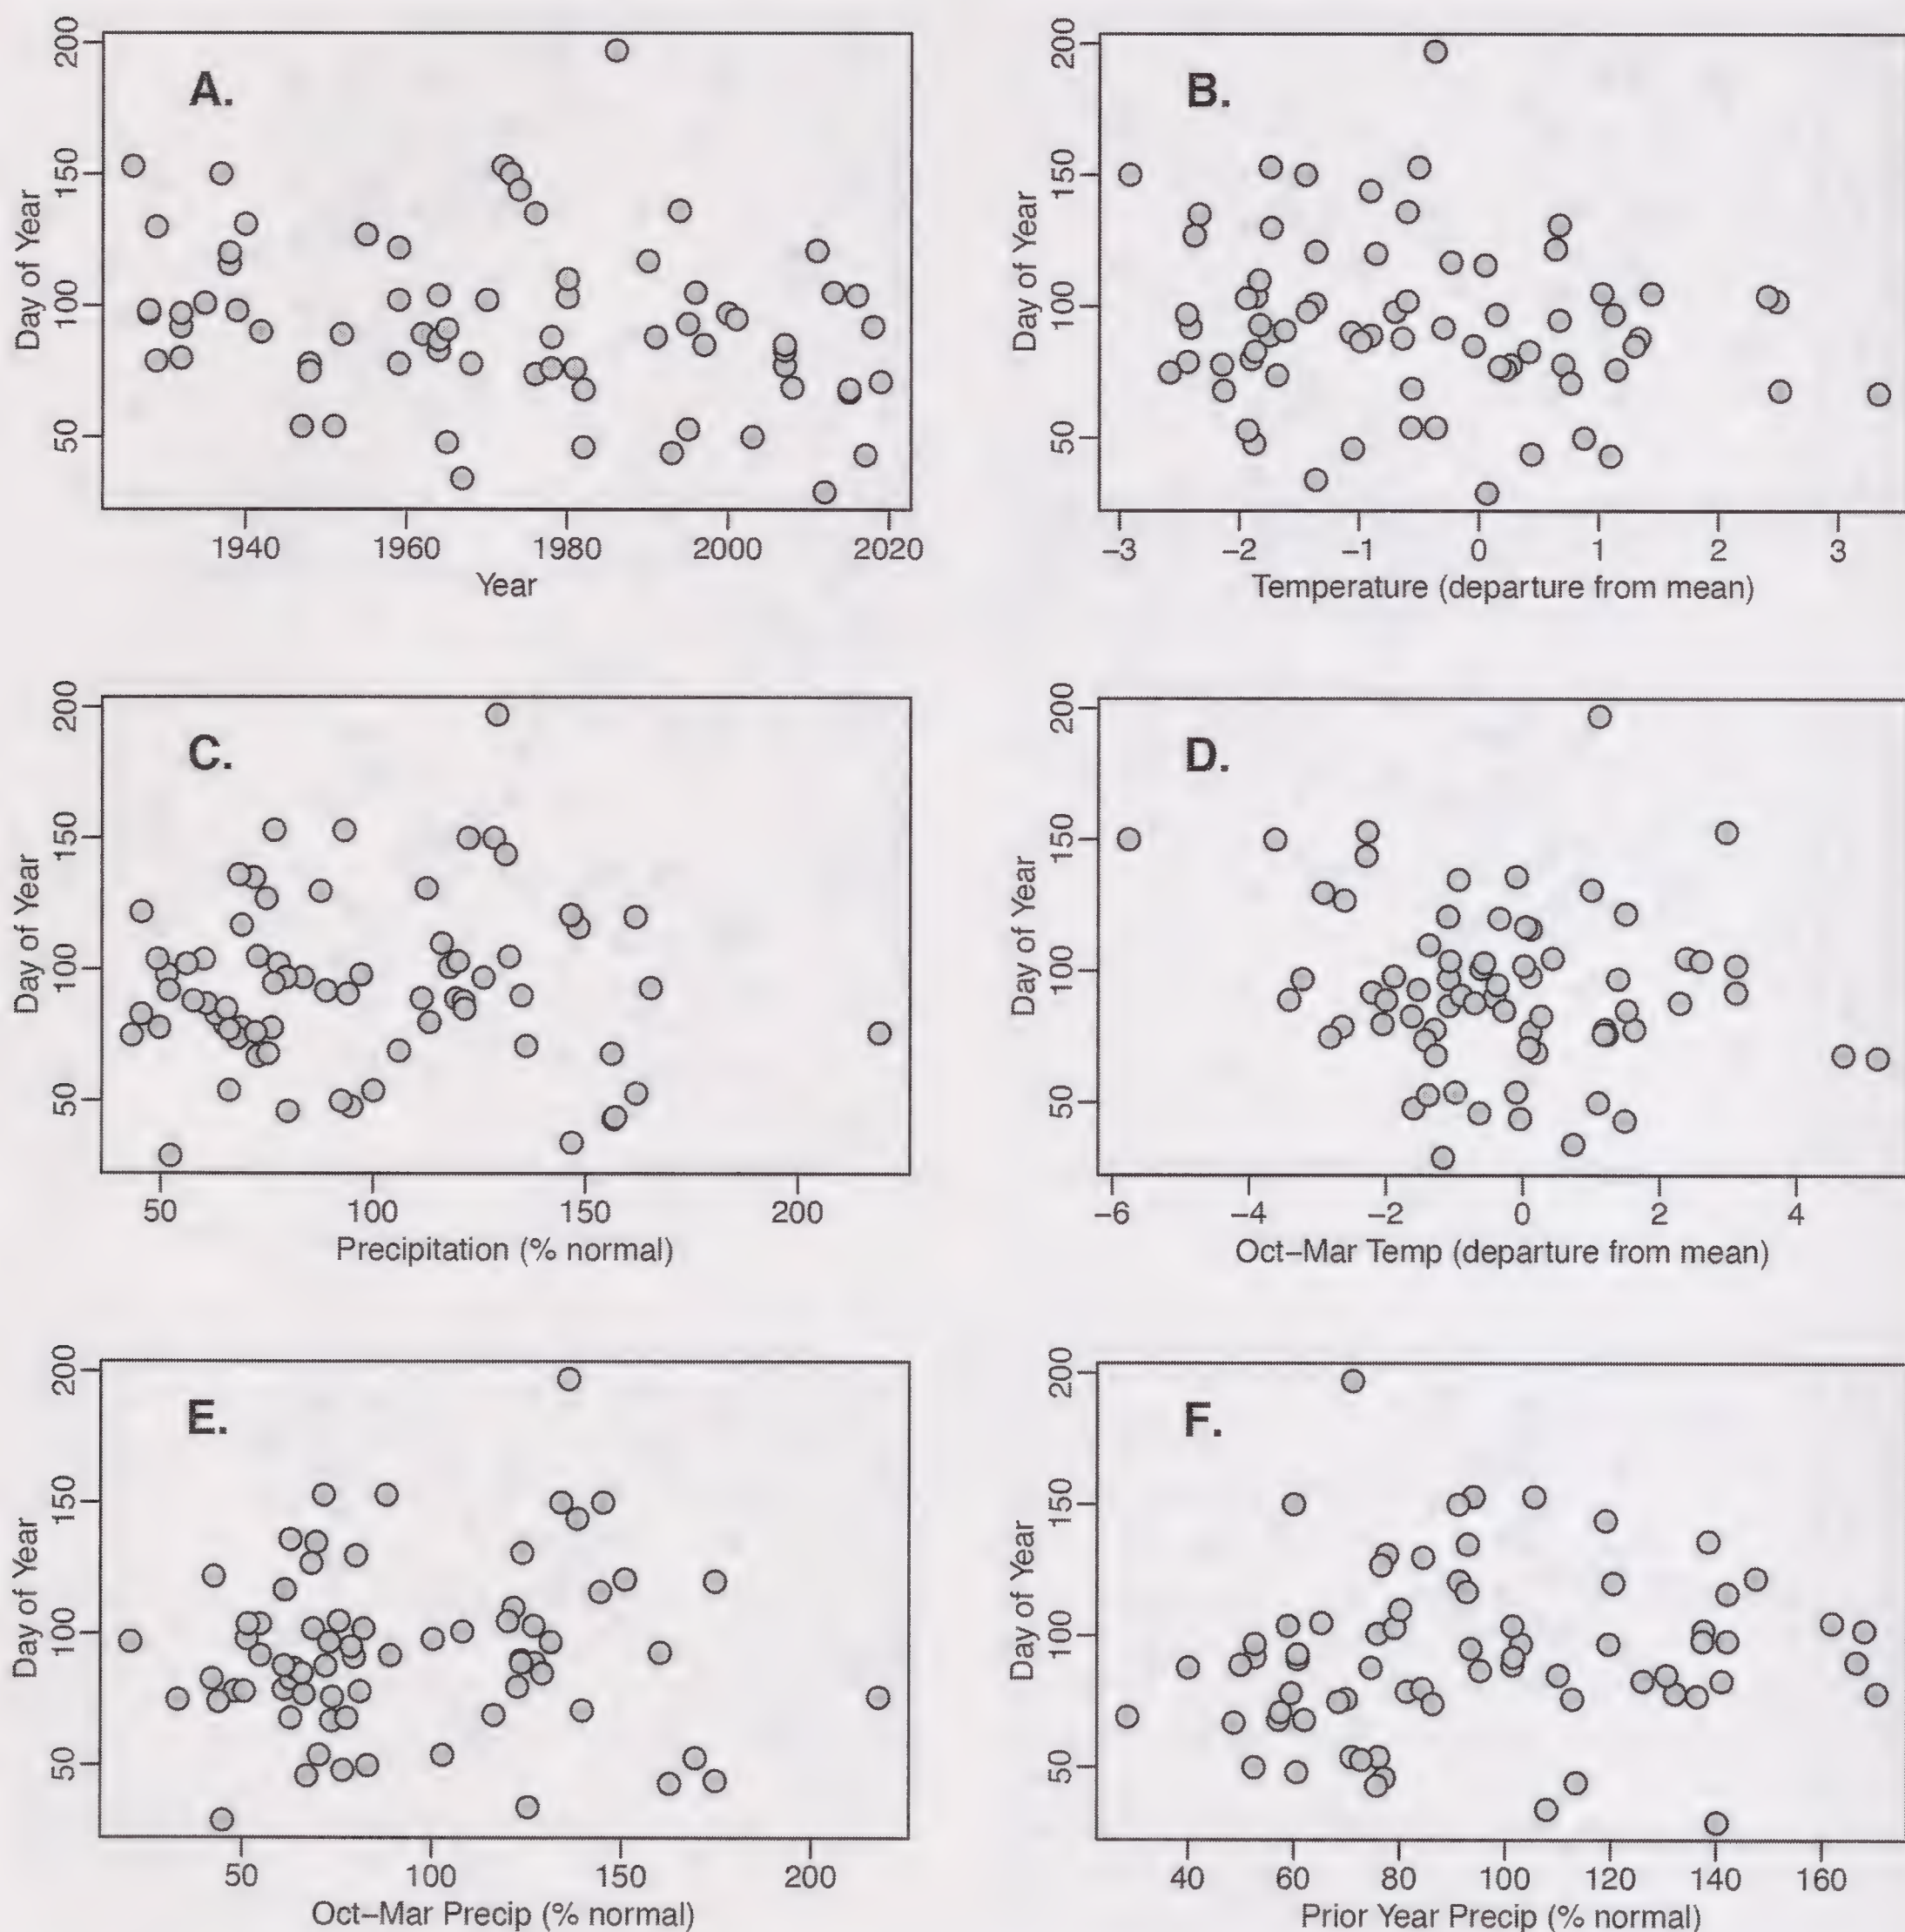 A.
Day of Year
200
150
100
50
1940 1960 1980 2000 2020
Year
B.
Day of Year
200
150
100
50
−3 −2 −1 0 1 2 3
Temperature (departure from mean)
C.
Day of Year
200
150
100
50
50 100 150 200
Precipitation (% normal)
D.
Day of Year
200
150
100
50
−6 −4 −2 0 2 4
Oct−Mar Temp (departure from mean)
E.
Day of Year
200
150
100
50
50 100 150 200
Oct−Mar Precip (% normal)
F.
Day of Year
200
150
100
50
40 60 80 100 120 140 160
Prior Year Precip (% normal)